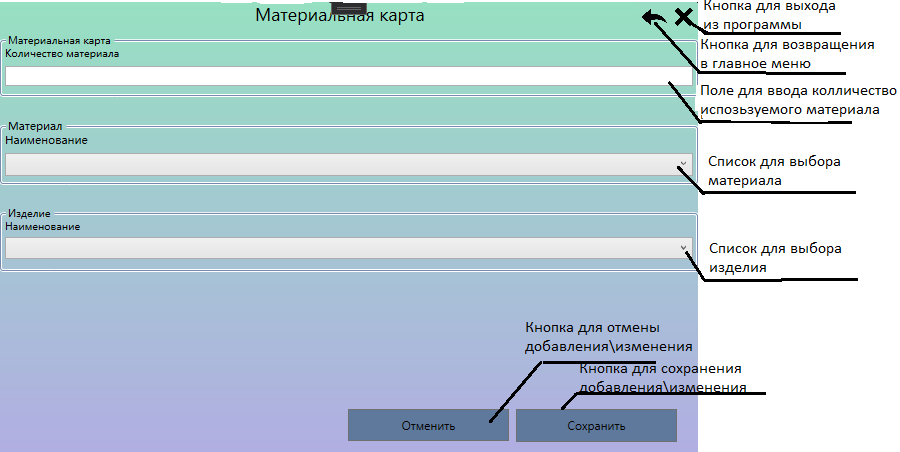 Материальная карта
Кнопка для выхода
из программы
Кнопка для возвращения
в главное меню
Материальная карта
Количество материала
Поле для ввода колличество
испозьзуемого материала
Материал
Наименование
Список для выбора
материала
Изделие
Наименование
Список для выбора
изделия
Кнопка для отмены
добавления\изменения
Кнопка для сохранения
добавления\изменения
Отменить
Сохранить